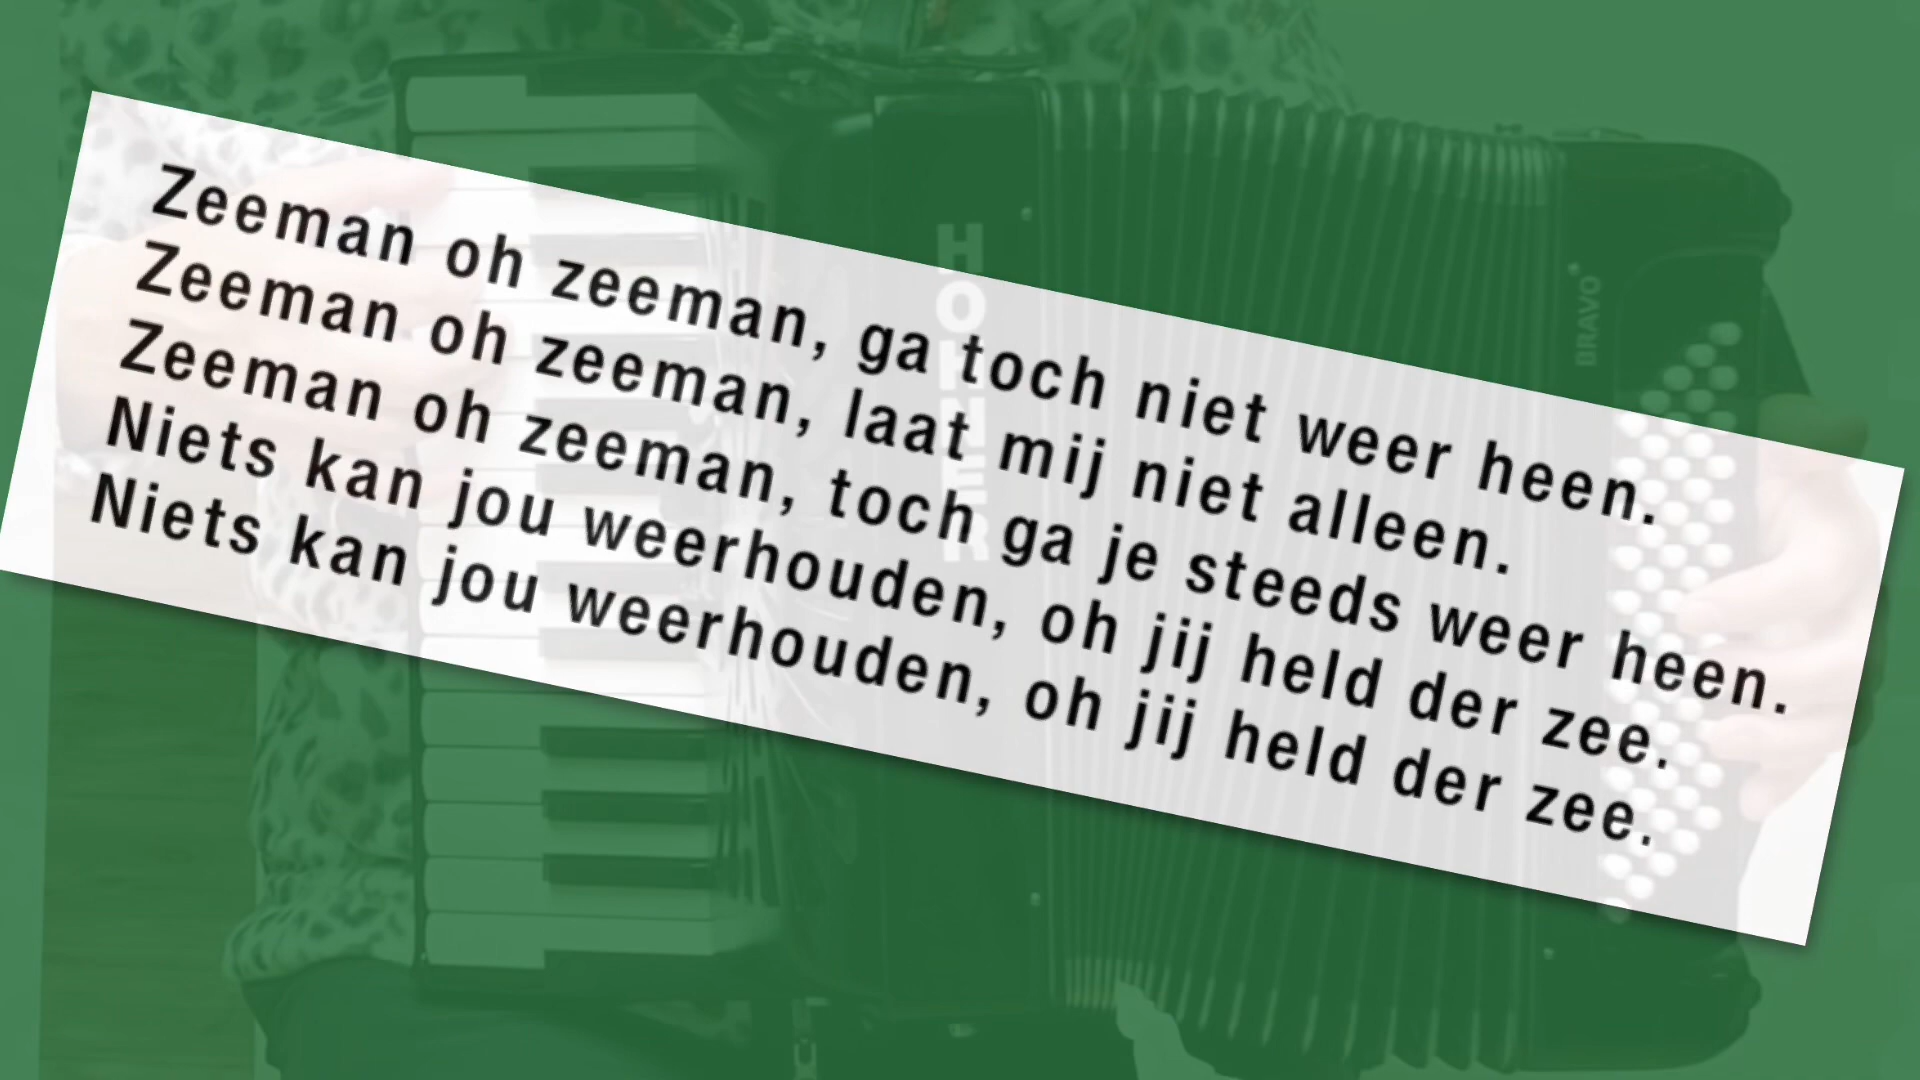 Zeeman oh zeeman, ga toch niet weer heen.
Zeeman oh zeeman, laat mij niet alleen.
Zeeman oh zeeman, toch ga je steeds weer heen.
Niets kan jou weerhouden, oh jij held der zee.
Niets kan jou weerhouden, oh jij held der zee.
HOHNER
BRAVO